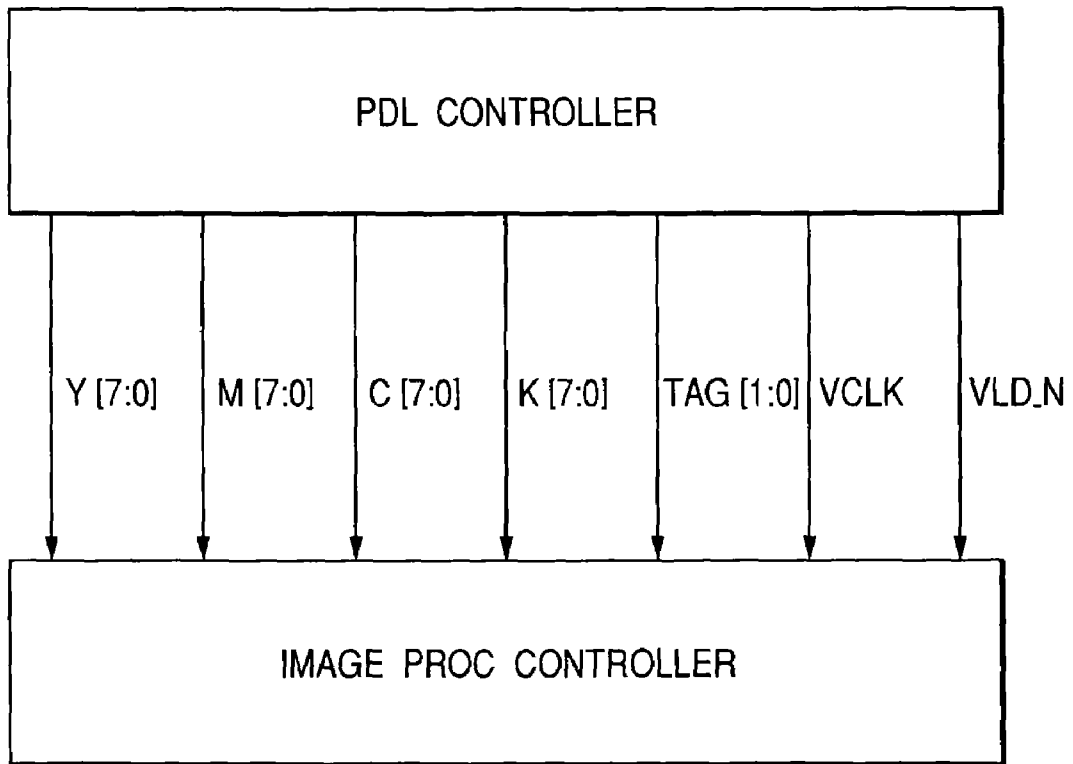 PDL CONTROLLER
Y [7:0]
M [7:0]
C [7:0]
K [7:0]
TAG [1:0]
VCLK
VLD_N
IMAGE PROC CONTROLLER